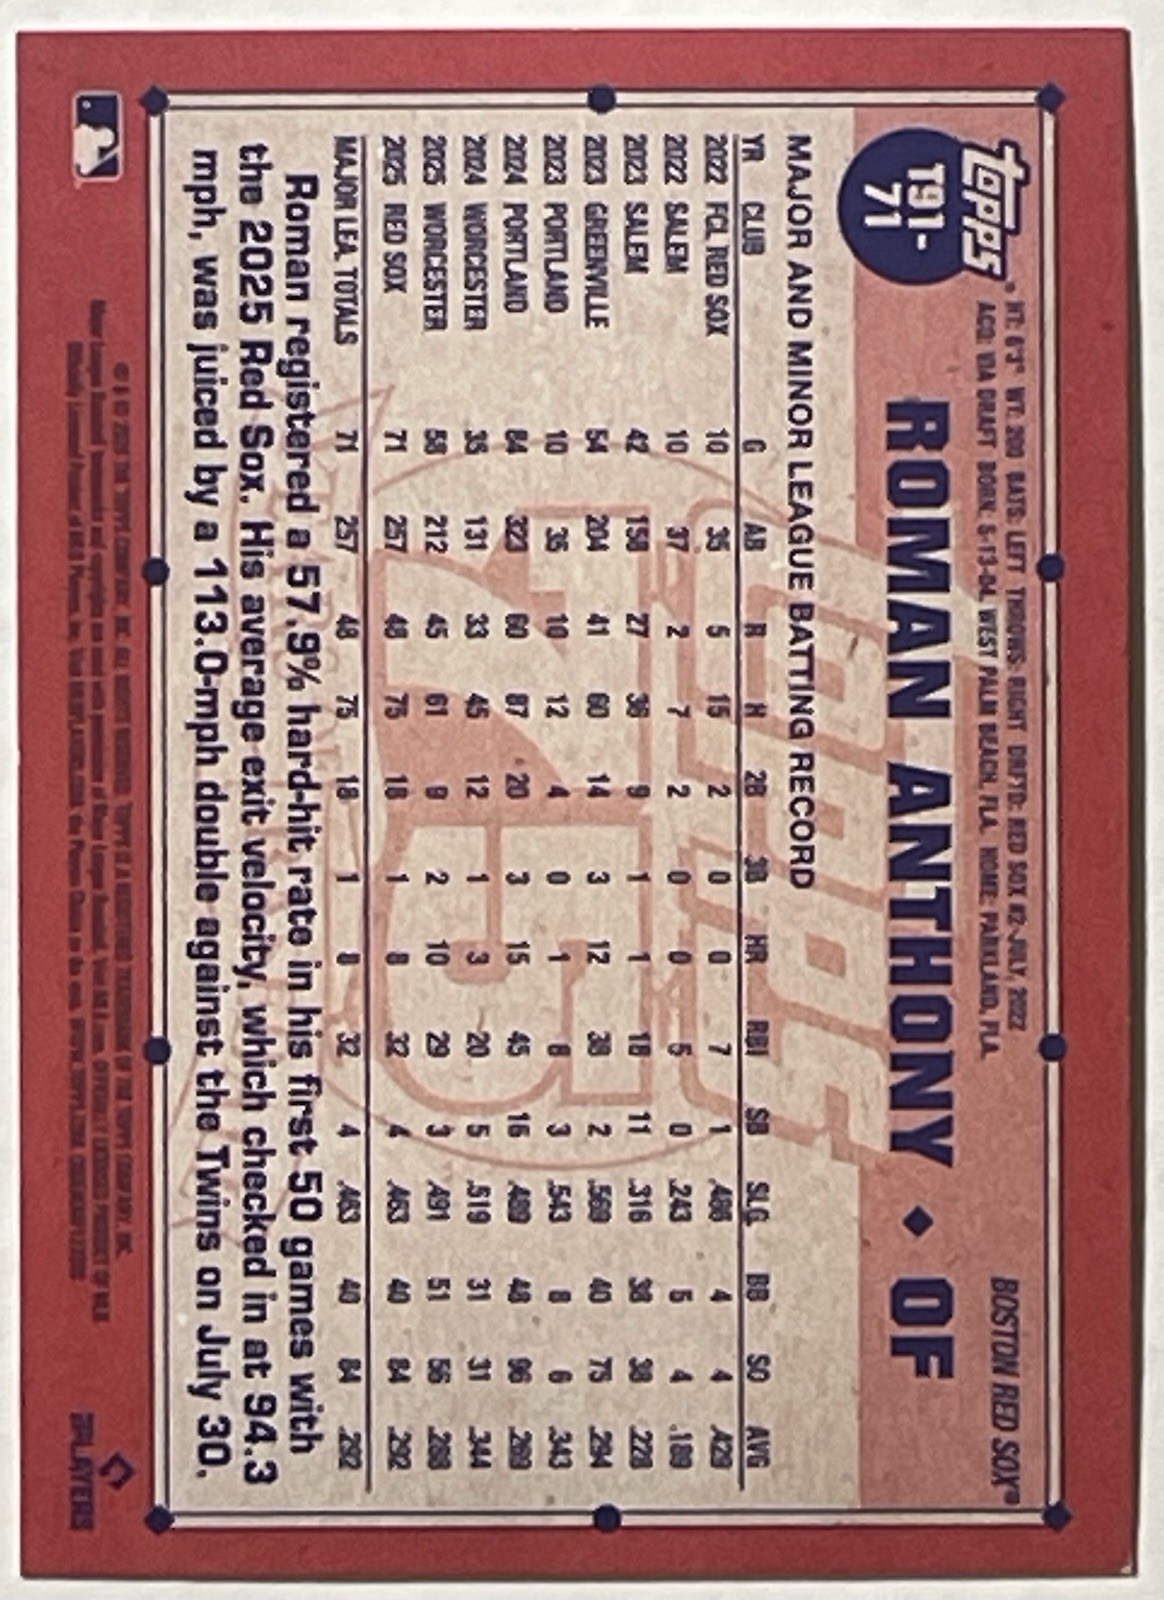 topps® HT: 6'3" WT: 200 BATS: LEFT THROWS: RIGHT DRFTD: RED SOX #2-JULY, 2022 BOSTON RED SOX®
ACQ: VIA DRAFT BORN: 5-13-04, WEST PALM BEACH, FLA. HOME: PARKLAND, FLA.
T91-
71
ROMAN ANTHONY ◆ OF
MAJOR AND MINOR LEAGUE BATTING RECORD
YR CLUB G AB R H 2B 3B HR RBI SB SLG BB SO AVG
2022 FCL RED SOX 10 35 5 15 2 0 0 7 1 .486 4 4 .429
2022 SALEM 10 37 2 7 2 0 0 5 0 .243 5 4 .189
2023 SALEM 42 158 27 36 9 1 1 18 11 .316 38 38 .228
2023 GREENVILLE 54 204 41 60 14 3 12 38 2 .569 40 75 .294
2023 PORTLAND 10 35 10 12 4 0 1 8 3 .543 8 6 .343
2024 PORTLAND 84 323 60 87 20 3 15 45 16 .489 48 96 .269
2024 WORCESTER 35 131 33 45 12 1 3 20 5 .519 31 31 .344
2025 WORCESTER 58 212 45 61 9 2 10 29 3 .491 51 56 .288
2025 RED SOX 71 257 48 75 18 1 8 32 4 .463 40 84 .292
MAJOR LEA. TOTALS 71 257 48 75 18 1 8 32 4 .463 40 84 .292
Roman registered a 57.9% hard-hit rate in his first 50 games with
the 2025 Red Sox. His average exit velocity, which checked in at 94.3
mph, was juiced by a 113.0-mph double against the Twins on July 30.
PLAYERS